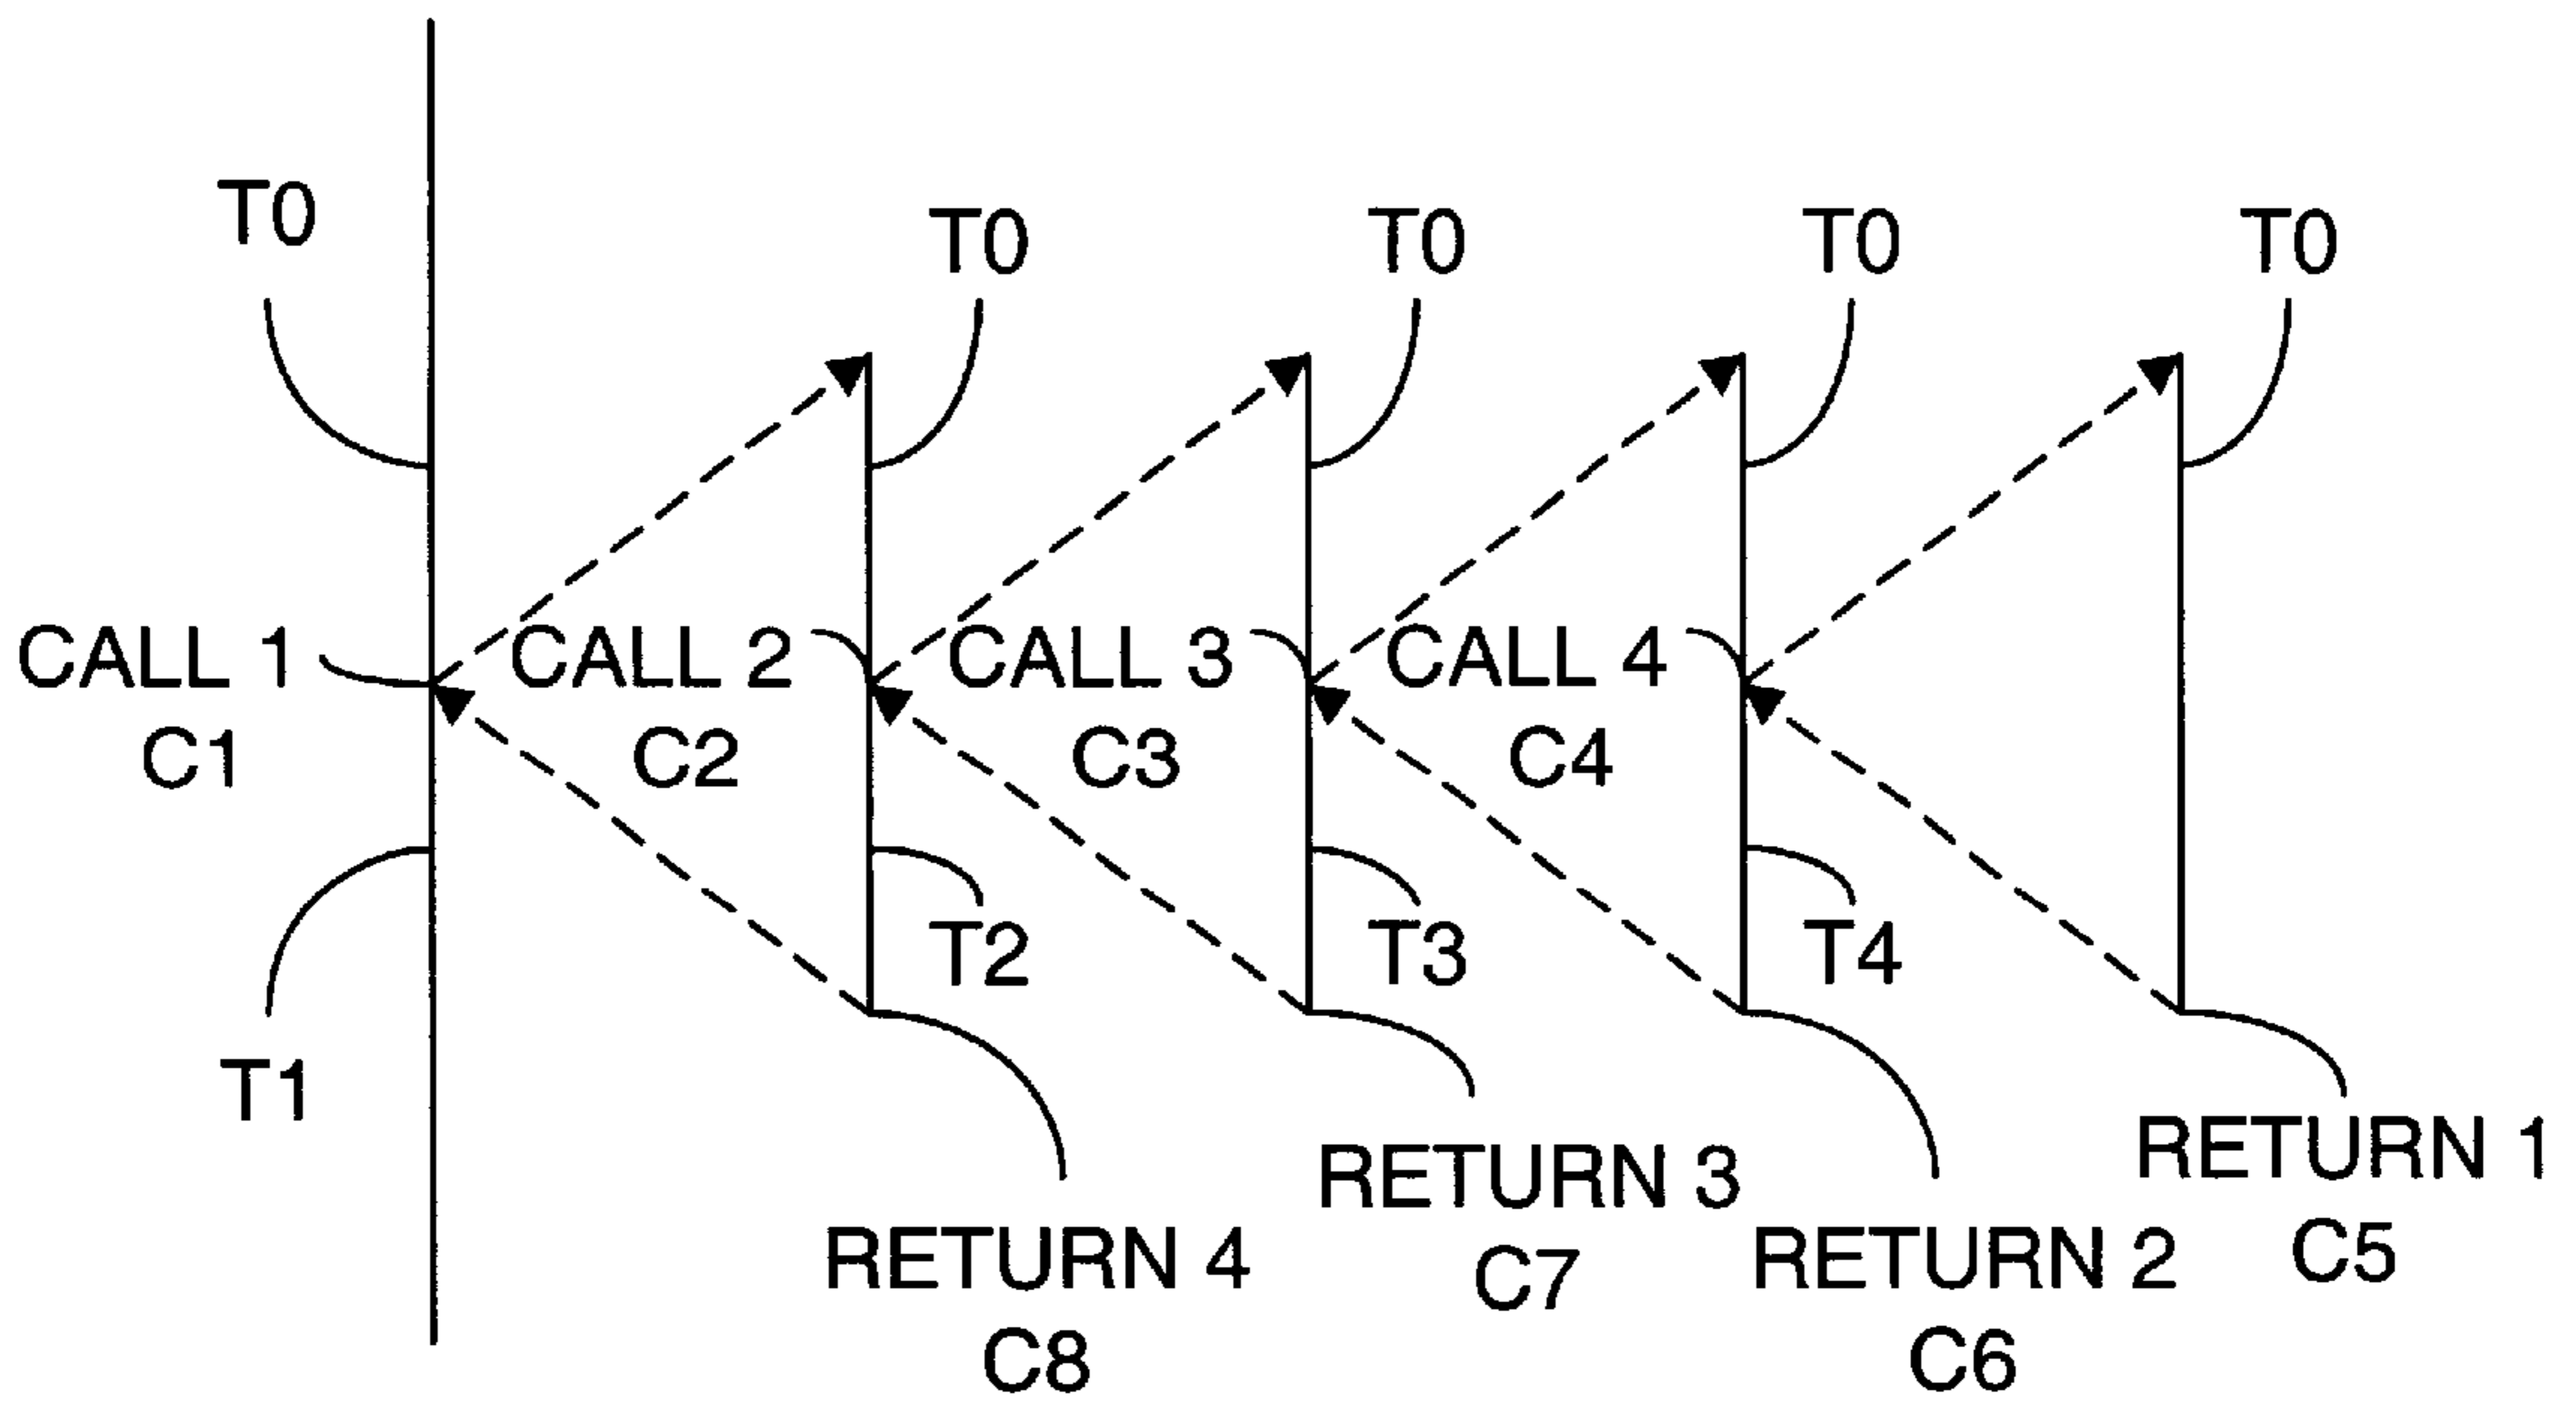 T0
T0
T0
T0
T0
CALL 1
C1
CALL 2
C2
CALL 3
C3
CALL 4
C4
T1
T2
T3
T4
RETURN 4
C8
RETURN 3
C7
RETURN 2
C6
RETURN 1
C5